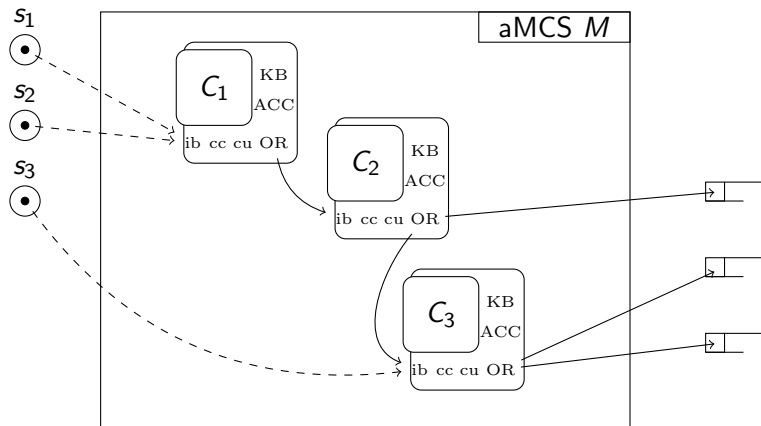 s1
aMCS M
s2
s3
C1
KB
ACC
ib cc cu OR
C2
KB
ACC
ib cc cu OR
C3
KB
ACC
ib cc cu OR